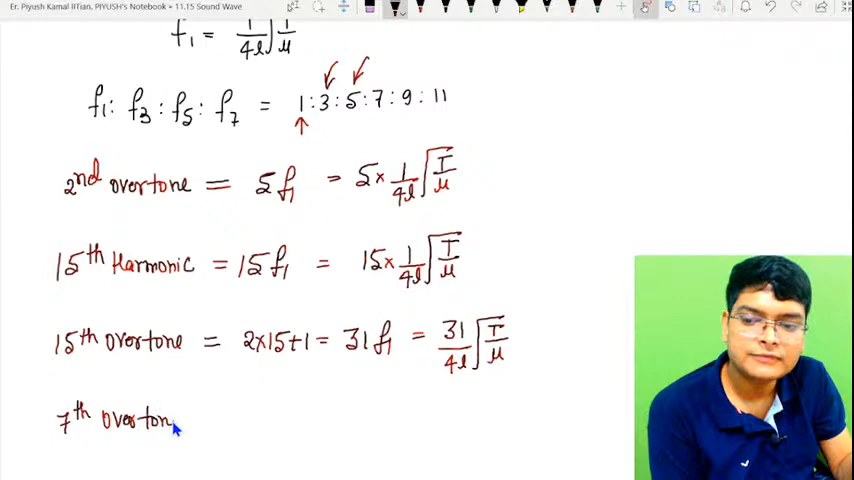 Er. Piyush Kamal IITian. PIYUSH's Notebook » 11.15 Sound Wave
f₁ = 1/4l √T/μ
f₁ : f₃ : f₅ : f₇ = 1 : 3 : 5 : 7 : 9 : 11
2nd overtone = 5f₁ = 5 × 1/4l √T/μ
15th Harmonic = 15f₁ = 15 × 1/4l √T/μ
15th overtone = 2×15+1 = 31f₁ = 31/4l √T/μ
7th overton